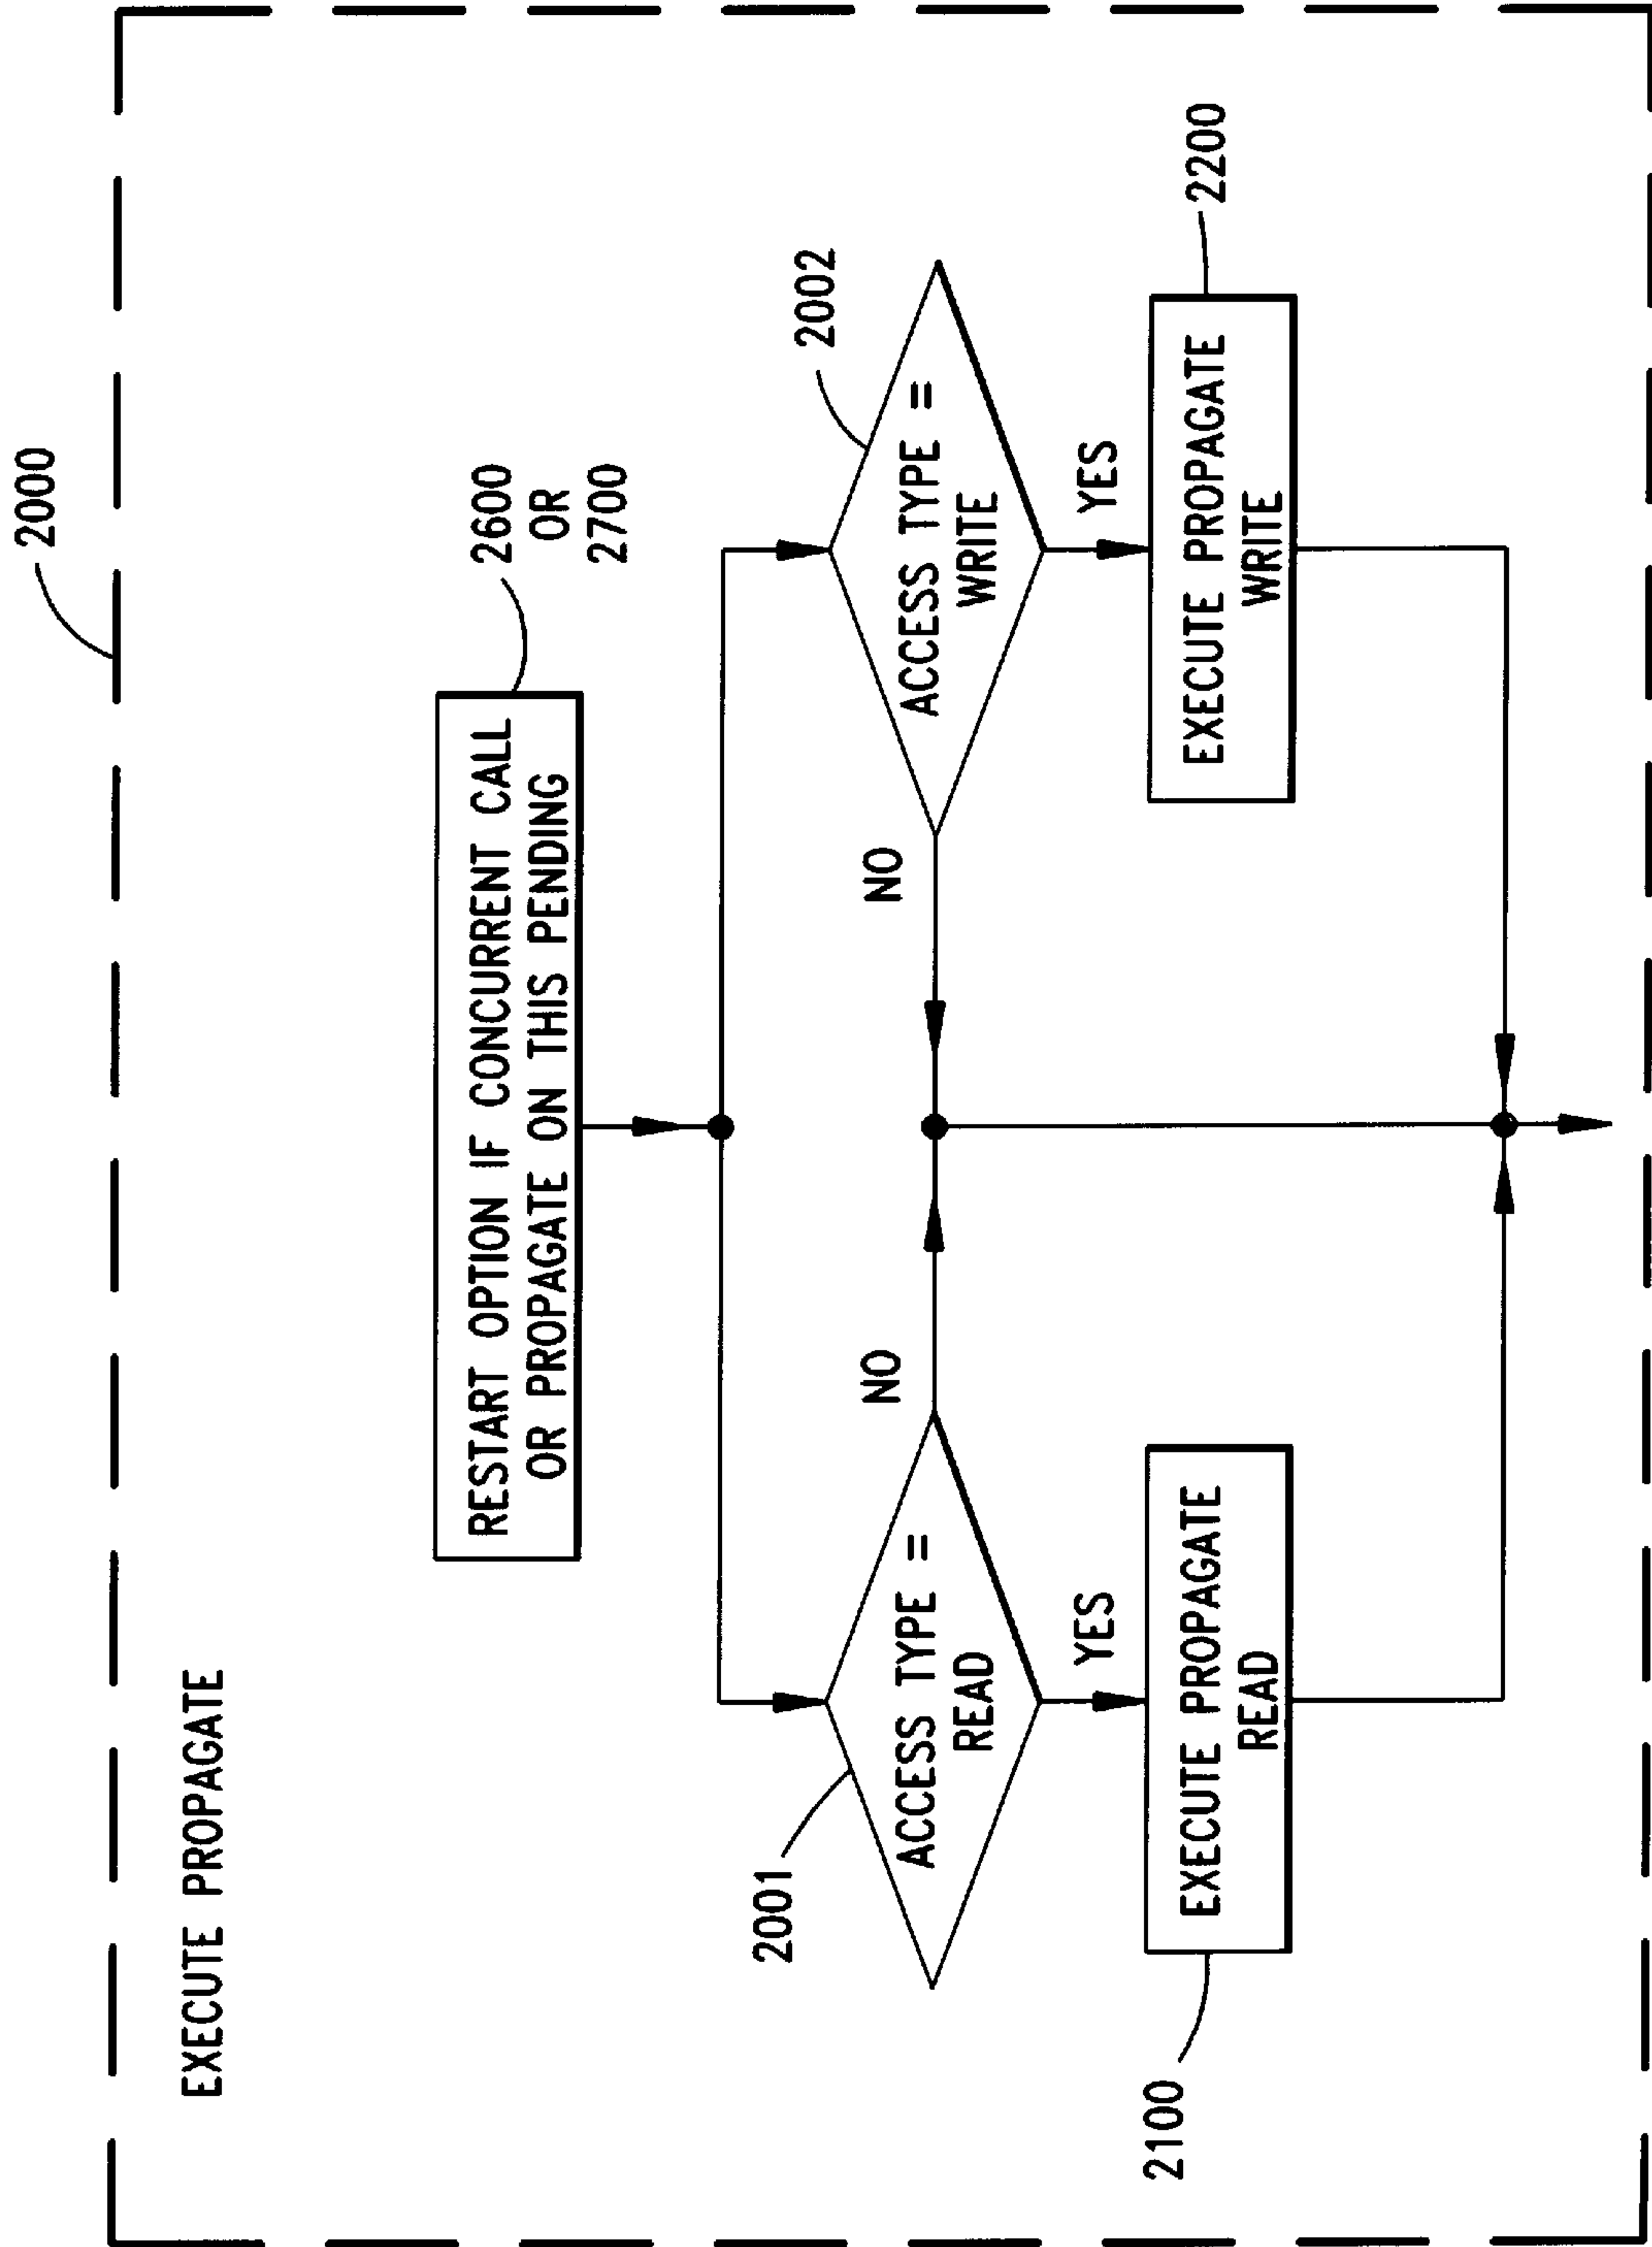 2000
EXECUTE PROPAGATE
RESTART OPTION IF CONCURRENT CALL
OR PROPAGATE ON THIS PENDING
2600
OR
2700
2001
ACCESS TYPE =
READ
NO
YES
2002
ACCESS TYPE =
WRITE
NO
YES
2100
EXECUTE PROPAGATE
READ
EXECUTE PROPAGATE
WRITE
2200